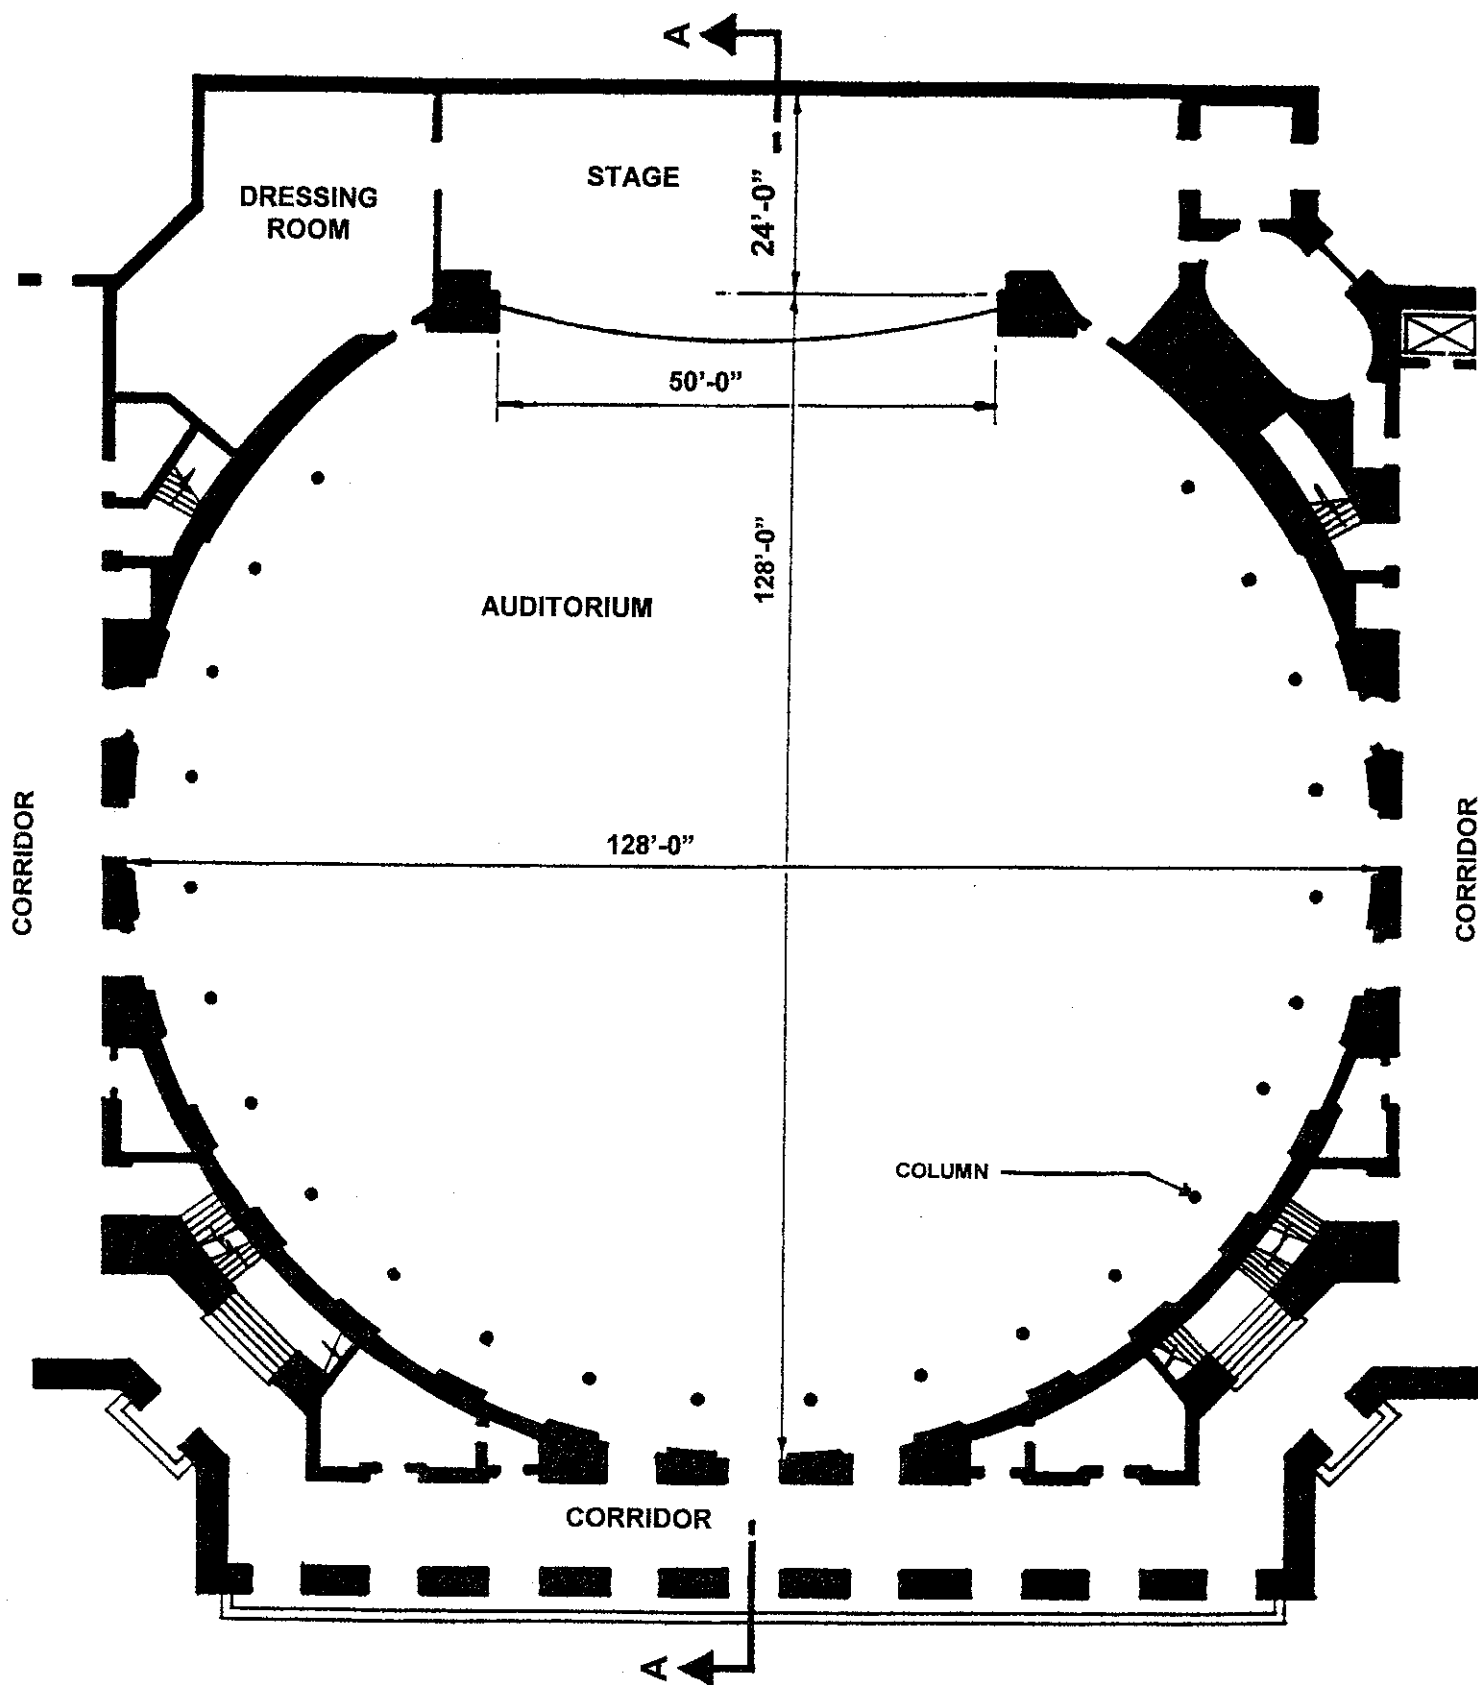 A
STAGE
DRESSING
ROOM
24'-0"
50'-0"
128'-0"
AUDITORIUM
128'-0"
CORRIDOR
CORRIDOR
COLUMN
CORRIDOR
A